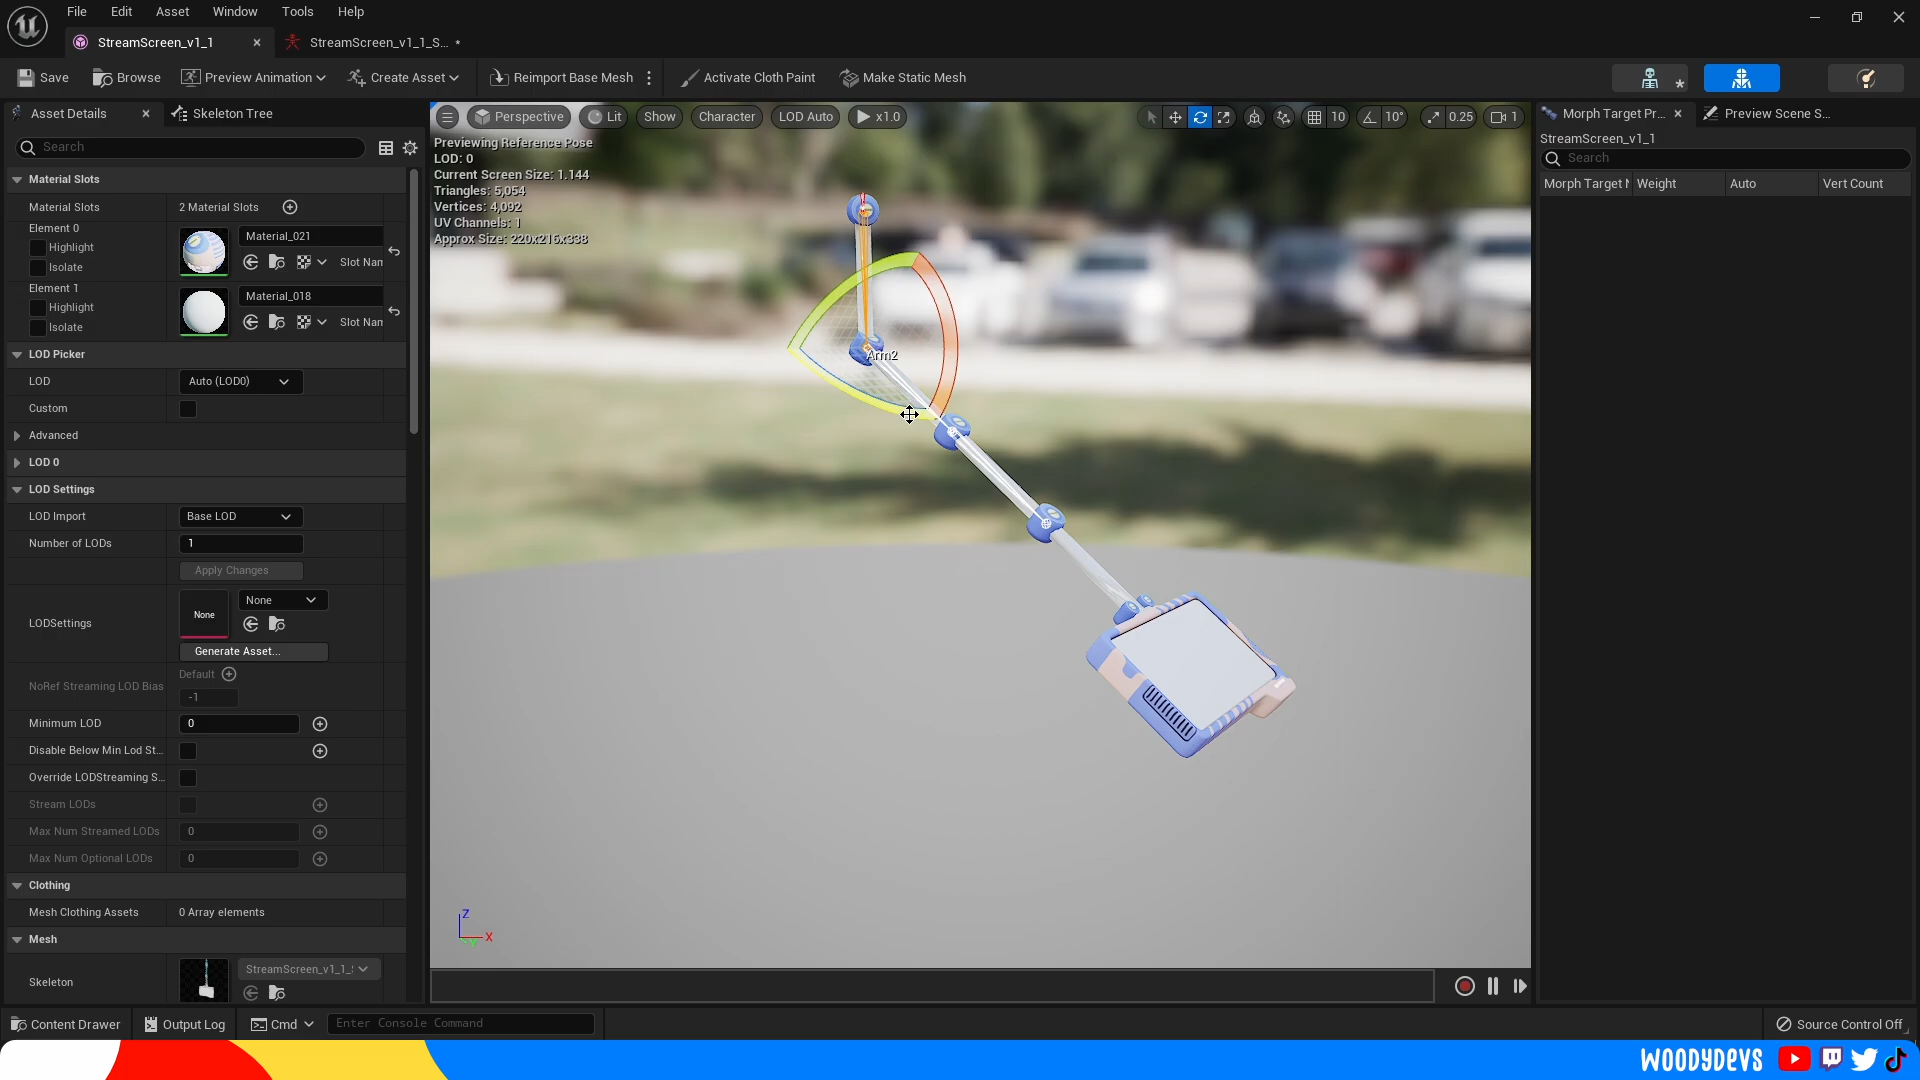 File Edit Asset Window Tools Help
StreamScreen_v1_1
StreamScreen_v1_1_S... *
Save Browse Preview Animation Create Asset Reimport Base Mesh Activate Cloth Paint Make Static Mesh
Asset Details Skeleton Tree
Search
Material Slots
Material Slots 2 Material Slots
Element 0
Highlight
Isolate
Material_021
Slot Nam
Element 1
Highlight
Isolate
Material_018
Slot Nam
LOD Picker
LOD Auto (LOD0)
Custom
Advanced
LOD 0
LOD Settings
LOD Import Base LOD
Number of LODs 1
Apply Changes
LODSettings None None
Generate Asset...
NoRef Streaming LOD Bias Default
-1
Minimum LOD 0
Disable Below Min Lod St...
Override LODStreaming S...
Stream LODs
Max Num Streamed LODs 0
Max Num Optional LODs 0
Clothing
Mesh Clothing Assets 0 Array elements
Mesh
Skeleton StreamScreen_v1_1_
Perspective Lit Show Character LOD Auto x1.0 10 10° 0.25 1
Previewing Reference Pose
LOD: 0
Current Screen Size: 1.144
Triangles: 5,054
Vertices: 4,092
UV Channels: 1
Approx Size: 220x216x338
Arm2
Z
X
Y
Morph Target Pr... Preview Scene S...
StreamScreen_v1_1
Search
Morph Target N Weight Auto Vert Count
Content Drawer Output Log Cmd Enter Console Command Source Control Off
WOODYDEVS